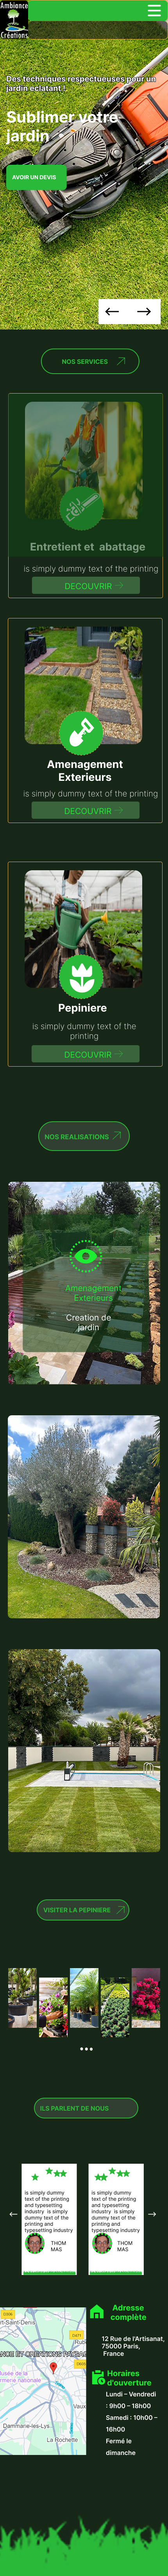 Ambiance
Créations
Des techniques respectueuses pour un
jardin éclatant !
Sublimer votre
jardin
AVOIR UN DEVIS
NOS SERVICES
Entretient et abattage
is simply dummy text of the printing
DECOUVRIR
Amenagement
Exterieurs
is simply dummy text of the printing
DECOUVRIR
Pepiniere
is simply dummy text of the
printing
DECOUVRIR
NOS REALISATIONS
Amenagement
Exterieurs
Creation de
jardin
VISITER LA PEPINIERE
ILS PARLENT DE NOUS
is simply dummy
text of the printing
and typesetting
industry is simply
dummy text of the
printing and
typesetting industry
THOM
MAS
is simply dummy
text of the printing
and typesetting
industry is simply
dummy text of the
printing and
typesetting industry
THOM
MAS
Saint-Denis
Dammarie-les-Lys
La Rochette
Adresse
complète
12 Rue de l'Artisanat,
75000 Paris,
France
Horaires
d'ouverture
Lundi – Vendredi
: 9h00 – 18h00
Samedi : 10h00 –
16h00
Fermé le
dimanche